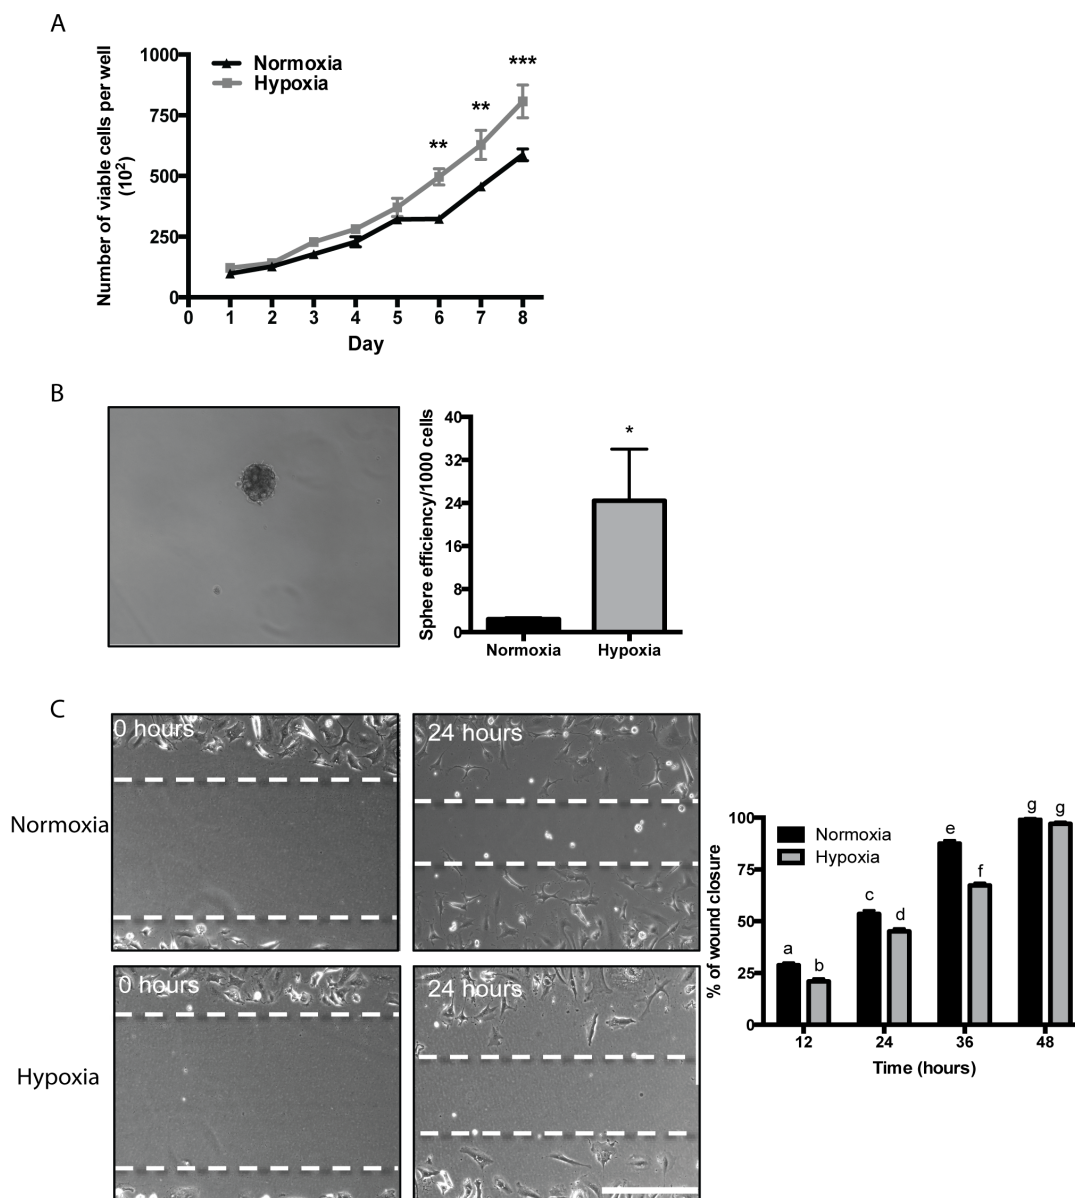 A
Number of viable cells per well
(10²)
1000
750
500
250
0
Normoxia
Hypoxia
**
**
***
0 1 2 3 4 5 6 7 8
Day
B
Sphere efficiency/1000 cells
40
32
24
16
8
0
*
Normoxia Hypoxia
C
Normoxia
0 hours
24 hours
Hypoxia
0 hours
24 hours
% of wound closure
100
75
50
25
0
Normoxia
Hypoxia
a b c d e f g g
12 24 36 48
Time (hours)